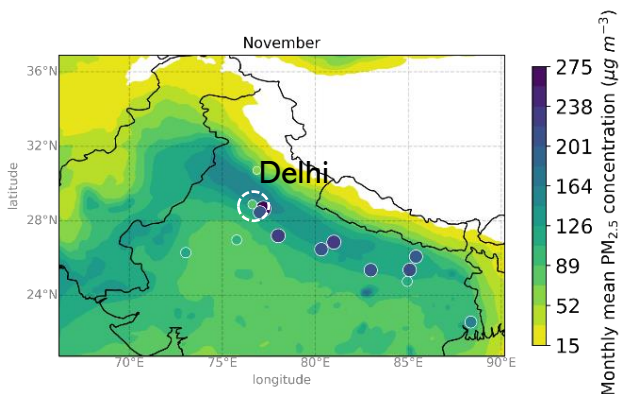 November
36°N
32°N
28°N
24°N
latitude
Delhi
70°E
75°E
80°E
85°E
90°E
longitude
275
238
201
164
126
89
52
15
Monthly mean PM2.5 concentration (μg m−3)